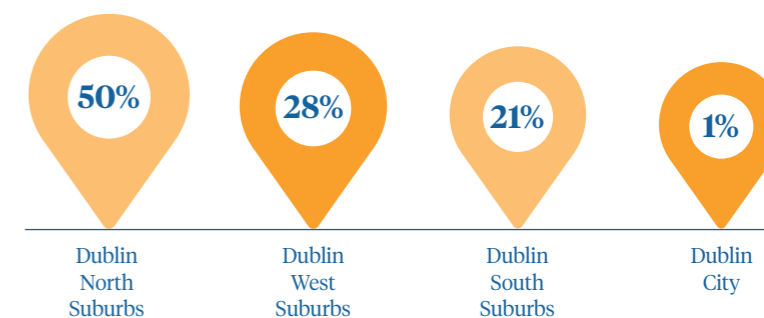 50%
28%
21%
1%
Dublin
North
Suburbs
Dublin
West
Suburbs
Dublin
South
Suburbs
Dublin
City